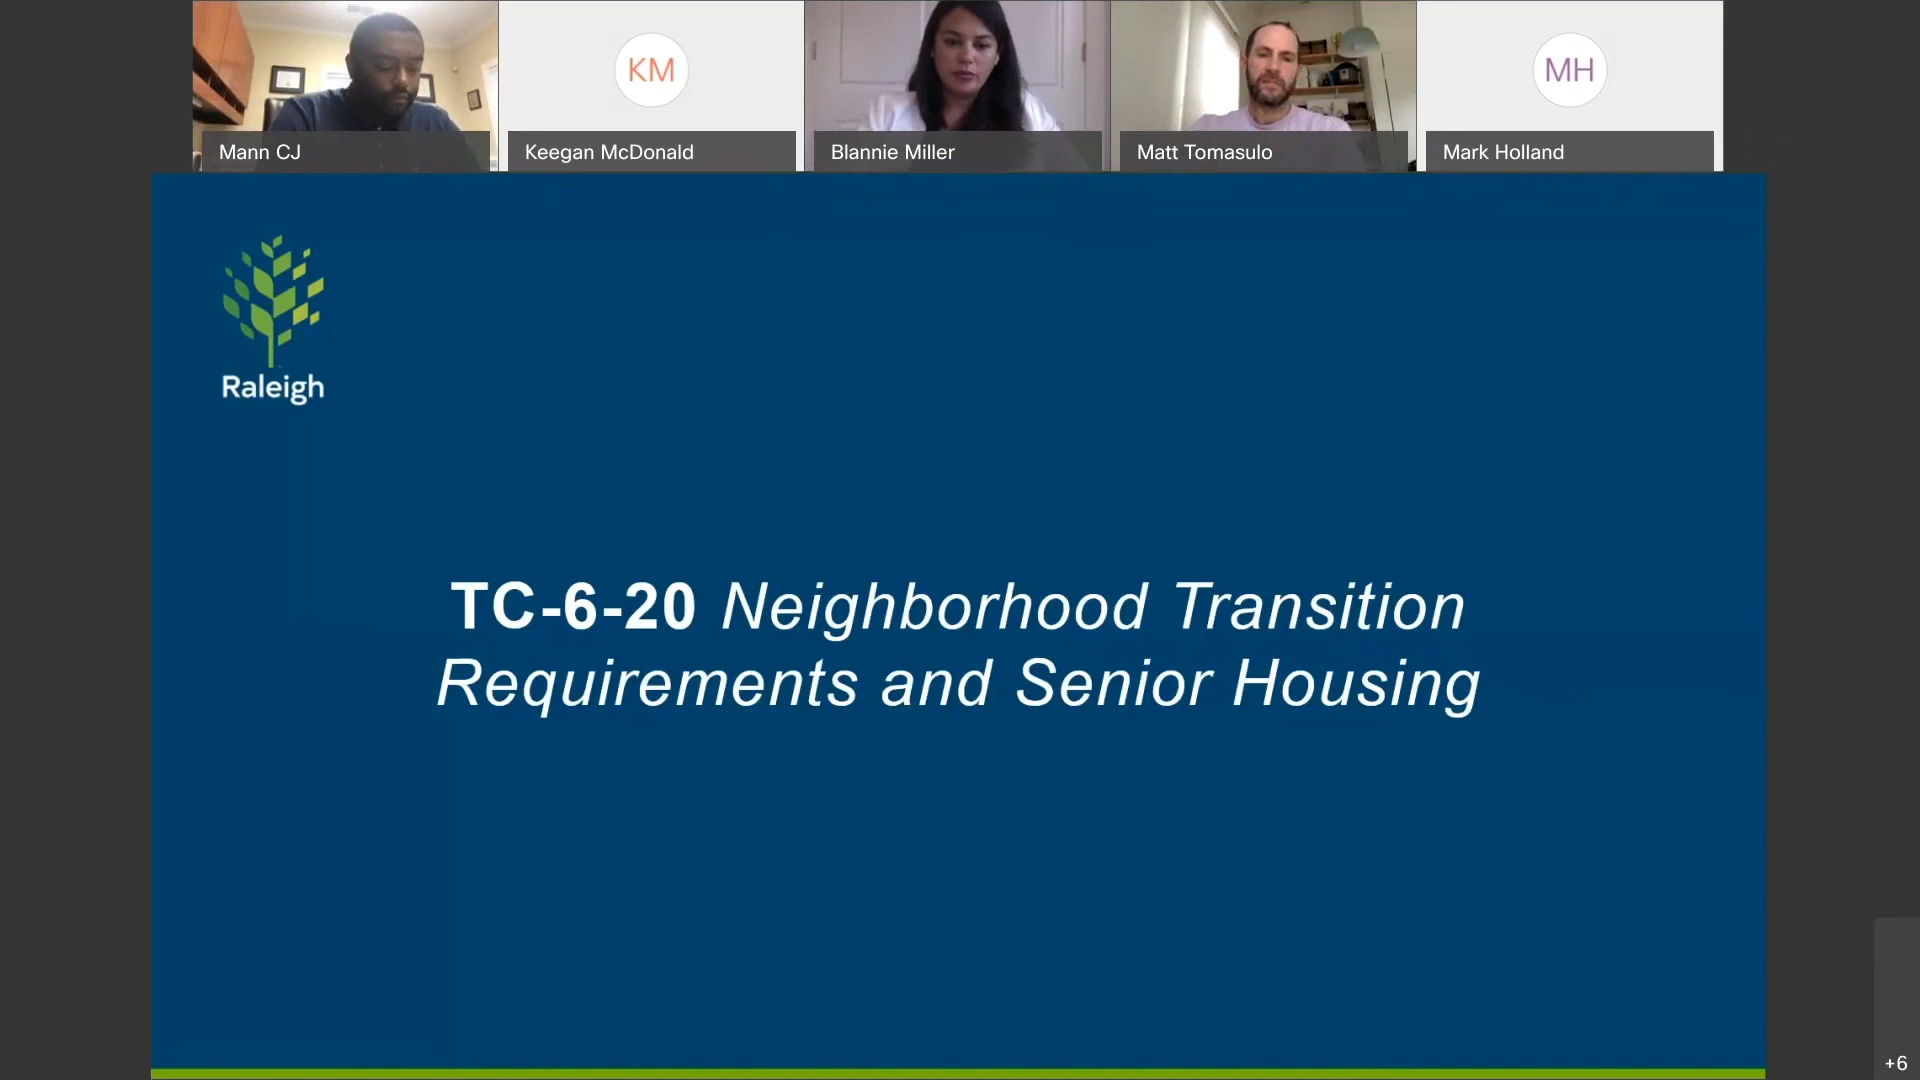 Mann CJ
KM
Keegan McDonald
Blannie Miller
Matt Tomasulo
MH
Mark Holland
Raleigh
TC-6-20 Neighborhood Transition
Requirements and Senior Housing
+6